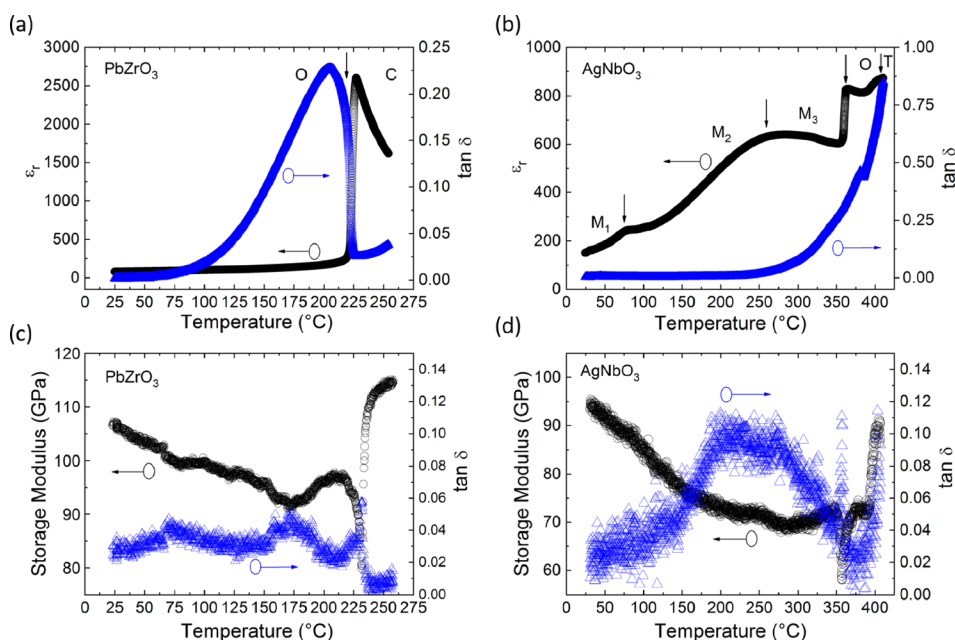 (a)
3000
2500
2000
1500
1000
500
0
εr
PbZrO3
O
C
0.25
0.20
0.15
0.10
0.05
0.00
tan δ
25 50 75 100 125 150 175 200 225 250 275
Temperature (°C)
(b)
1000
800
600
400
200
0
εr
AgNbO3
M1
M2
M3
O
T
1.00
0.75
0.50
0.25
0.00
tan δ
0 50 100 150 200 250 300 350 400
Temperature (°C)
(c)
120
110
100
90
80
Storage Modulus (GPa)
PbZrO3
0.14
0.12
0.10
0.08
0.06
0.04
0.02
0.00
tan δ
0 25 50 75 100 125 150 175 200 225 250 275
Temperature (°C)
(d)
100
90
80
70
60
Storage Modulus (GPa)
AgNbO3
0.14
0.12
0.10
0.08
0.06
0.04
0.02
0.00
tan δ
0 50 100 150 200 250 300 350 400
Temperature (°C)